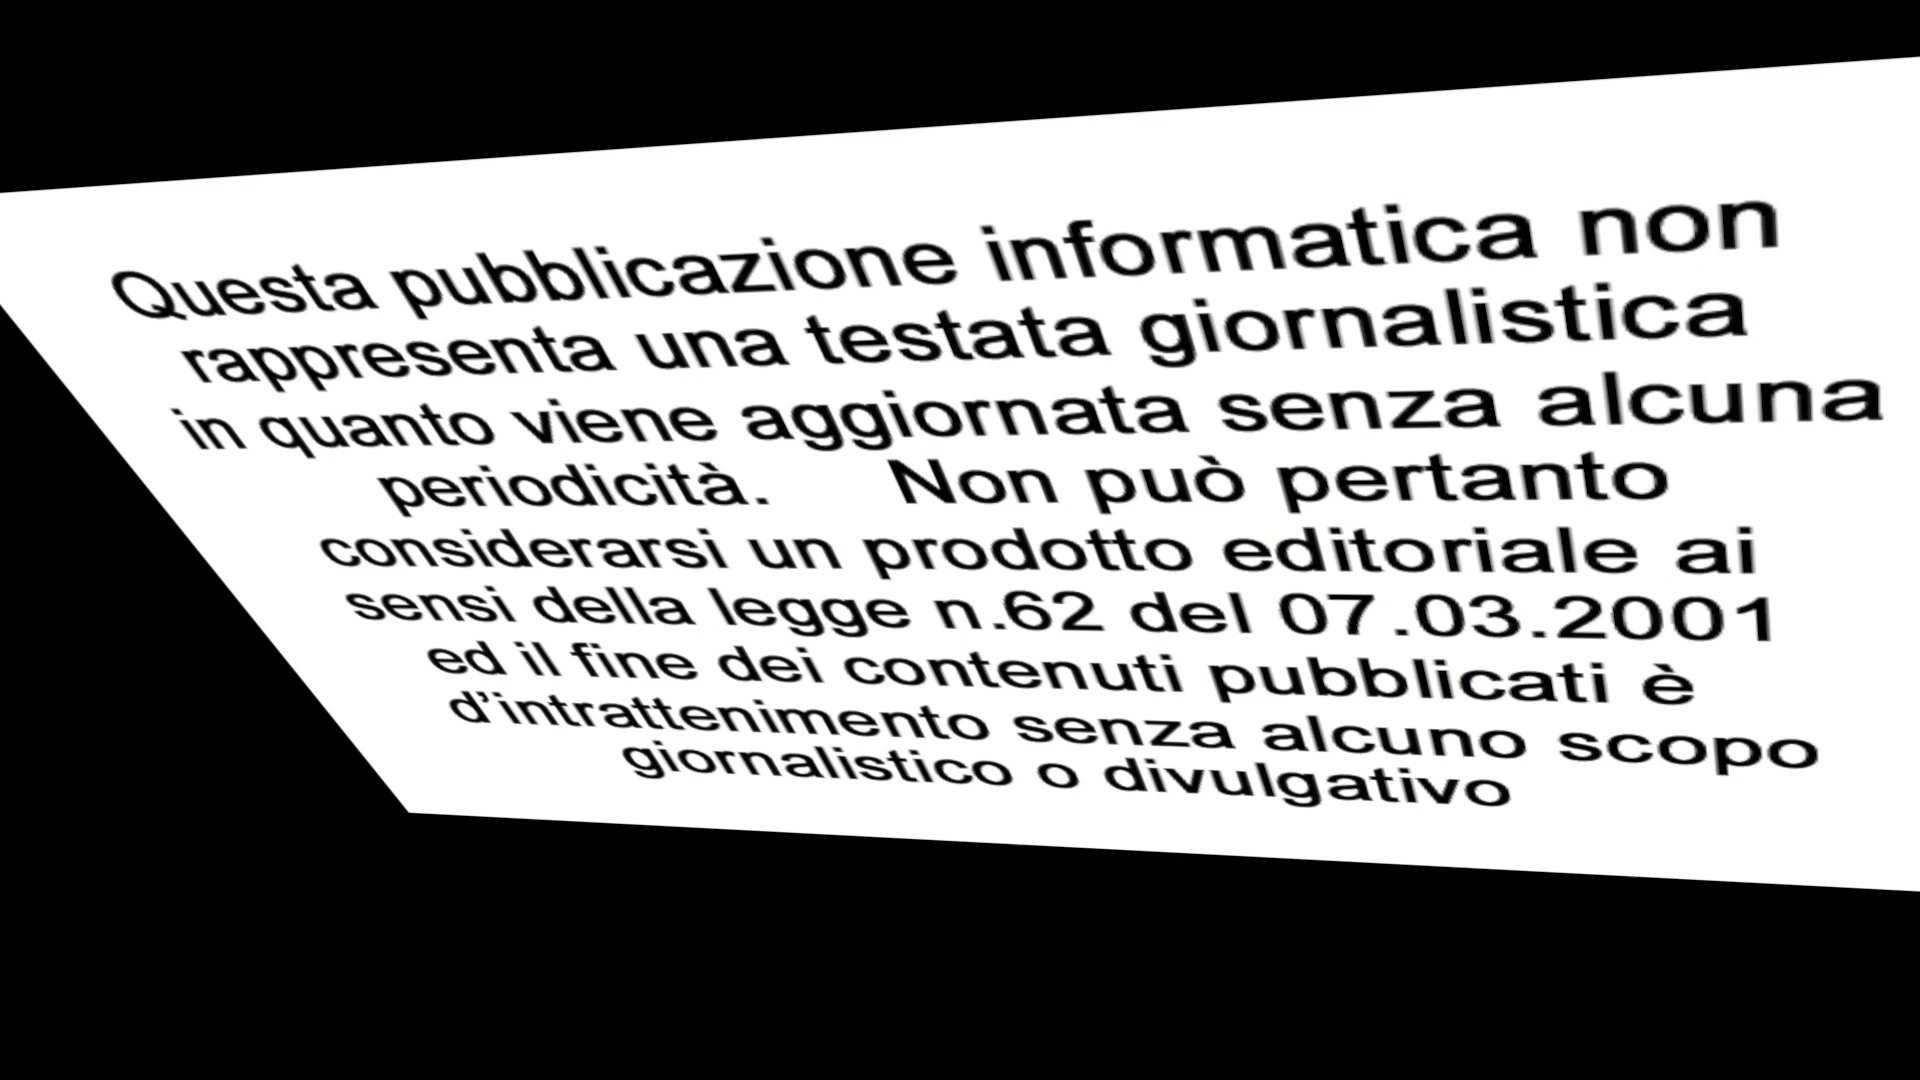 Questa pubblicazione informatica non
rappresenta una testata giornalistica
in quanto viene aggiornata senza alcuna
periodicità. Non può pertanto
considerarsi un prodotto editoriale ai
sensi della legge n.62 del 07.03.2001
ed il fine dei contenuti pubblicati è
d’intrattenimento senza alcuno scopo
giornalistico o divulgativo